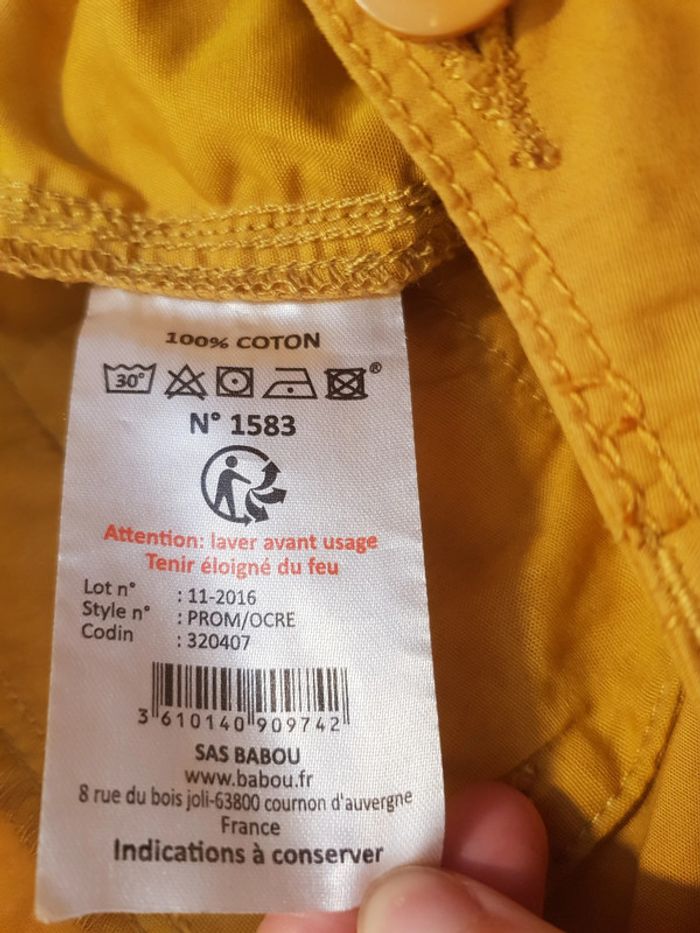 100% COTON
30°
®
N° 1583
Attention: laver avant usage
Tenir éloigné du feu
Lot n° : 11-2016
Style n° : PROM/OCRE
Codin : 320407
3 610140 909742
SAS BABOU
www.babou.fr
8 rue du bois joli-63800 cournon d'auvergne
France
Indications à conserver